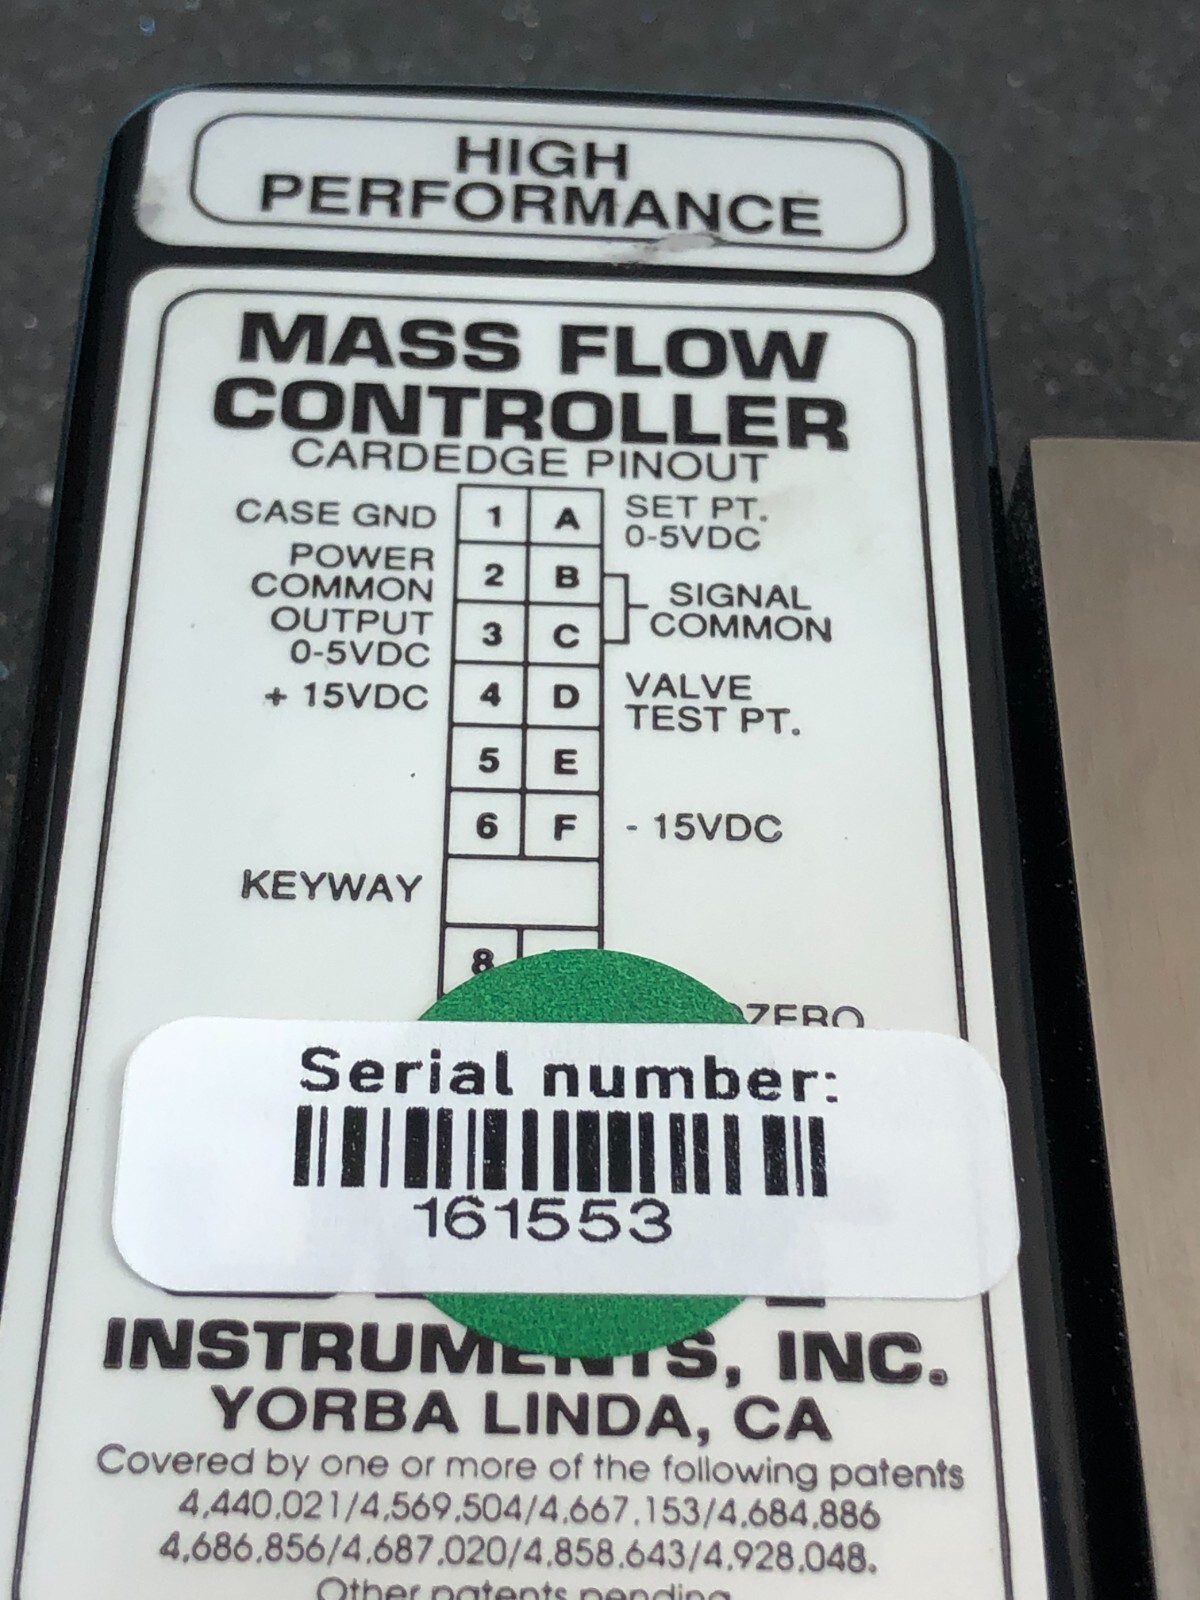 HIGH
PERFORMANCE
MASS FLOW
CONTROLLER
CARDEDGE PINOUT
CASE GND 1 A SET PT.
0-5VDC
POWER
COMMON 2 B SIGNAL
COMMON
OUTPUT
0-5VDC 3 C
+ 15VDC 4 D VALVE
TEST PT.
5 E
6 F - 15VDC
KEYWAY
8
Serial number:
161553
INSTRUMENTS, INC.
YORBA LINDA, CA
Covered by one or more of the following patents
4,440,021/4,569,504/4,667,153/4,684,886
4,686,856/4,687,020/4,858,643/4,928,048.
Other patents pending